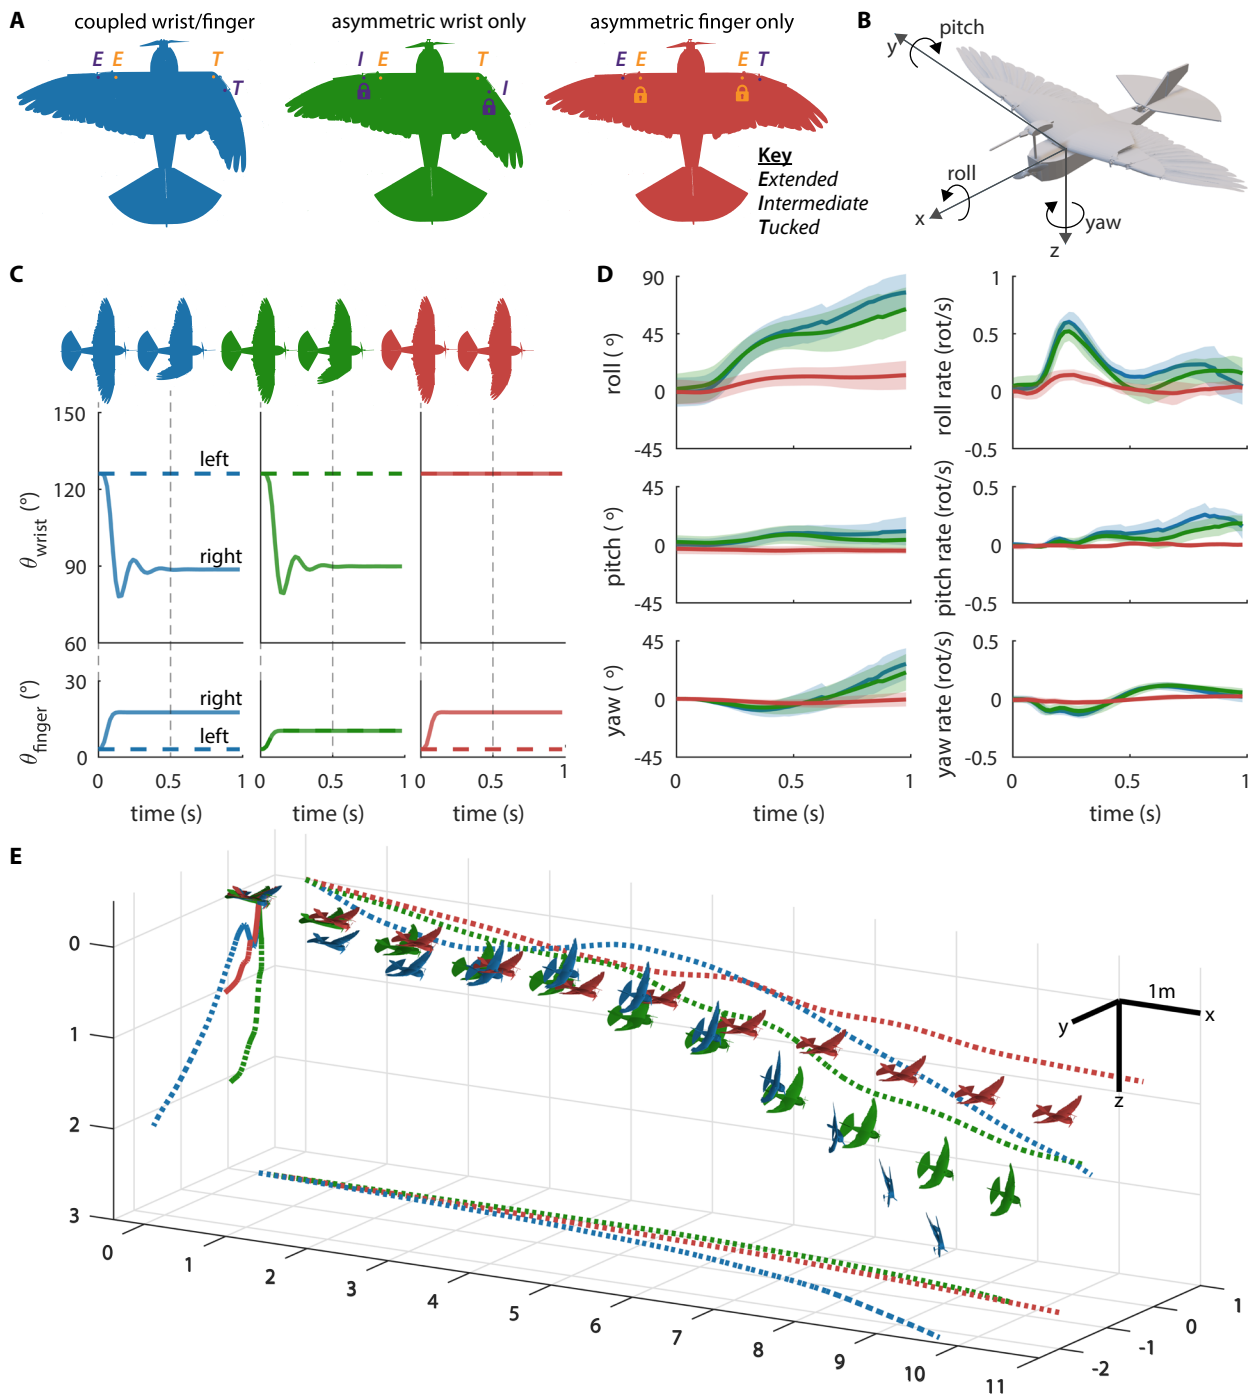 A
coupled wrist/finger
asymmetric wrist only
asymmetric finger only
E E T T
I E T I
E E E T
Key
Extended
Intermediate
Tucked
B
pitch
y
roll
x
yaw
z
C
150
120
90
60
θwrist (°)
left
right
30
0
θfinger (°)
right
left
0 0.5 1
0 0.5 1
0 0.5 1
time (s)
time (s)
time (s)
D
90
45
0
-45
roll ( °)
1
0.5
0
-0.5
roll rate (rot/s)
45
0
-45
pitch ( °)
0.5
0
-0.5
pitch rate (rot/s)
45
0
-45
yaw ( °)
0.5
0
-0.5
yaw rate (rot/s)
0 0.5 1
0 0.5 1
time (s)
time (s)
E
0
1
2
3
0
1
2
3
4
5
6
7
8
9
10
11
-2
-1
0
1
1m
x
y
z